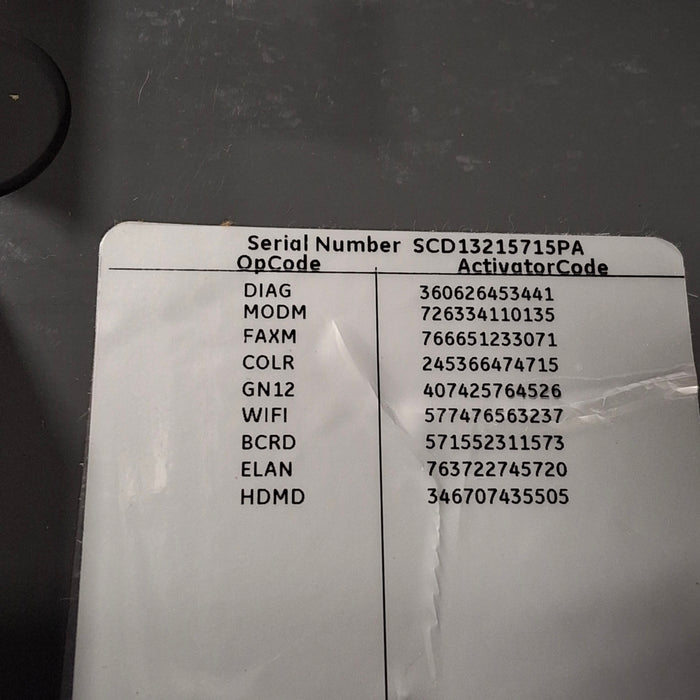 Serial Number SCD13215715PA
OpCode ActivatorCode
DIAG 360626453441
MODM 726334110135
FAXM 766651233071
COLR 245366474715
GN12 407425764526
WIFI 577476563237
BCRD 571552311573
ELAN 763722745720
HDMD 346707435505